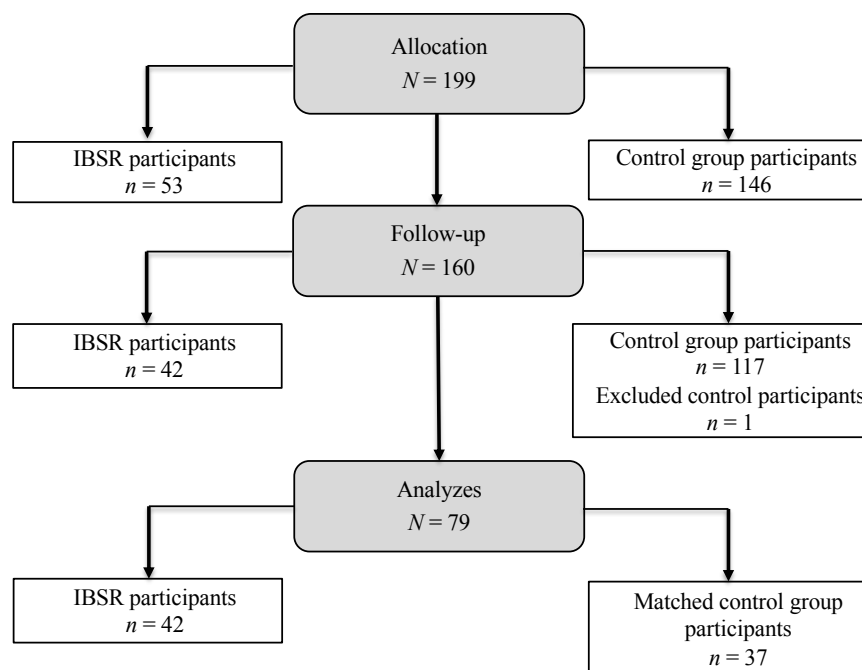 Allocation
N = 199
IBSR participants
n = 53
Control group participants
n = 146
Follow-up
N = 160
IBSR participants
n = 42
Control group participants
n = 117
Excluded control participants
n = 1
Analyzes
N = 79
IBSR participants
n = 42
Matched control group
participants
n = 37